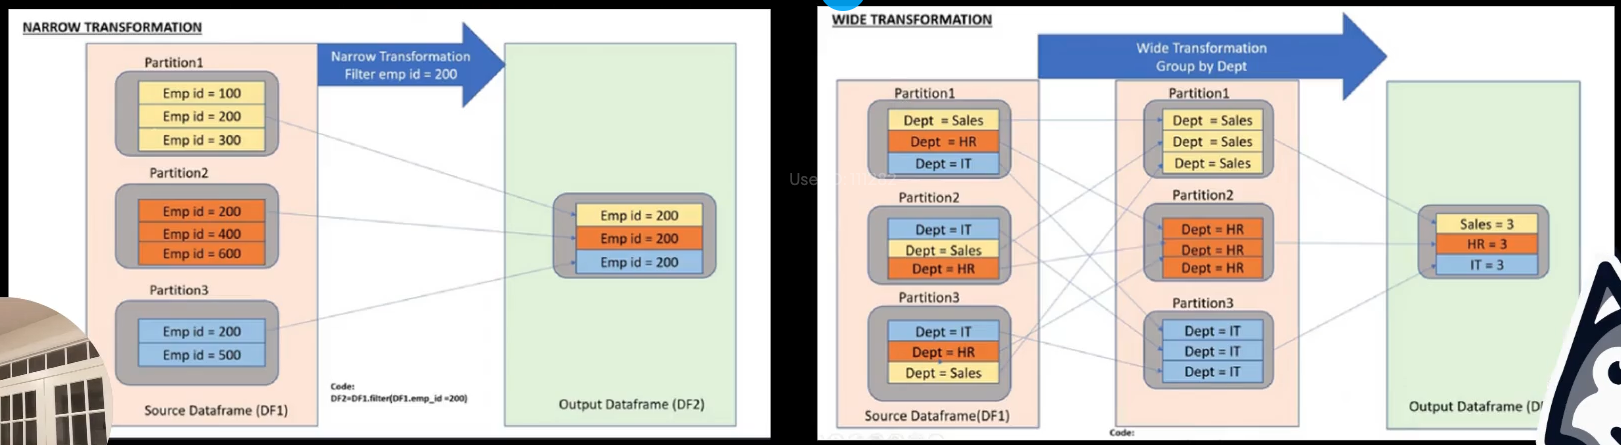 NARROW TRANSFORMATION
Narrow Transformation
Filter emp id = 200
Partition1
Emp id = 100
Emp id = 200
Emp id = 300
Partition2
Emp id = 200
Emp id = 400
Emp id = 600
Partition3
Emp id = 200
Emp id = 500
Source Dataframe (DF1)
Code:
DF2=DF1.filter(DF1.emp_id =200)
Emp id = 200
Emp id = 200
Emp id = 200
Output Dataframe (DF2)
WIDE TRANSFORMATION
Wide Transformation
Group by Dept
Partition1
Dept = Sales
Dept = HR
Dept = IT
Partition2
Dept = IT
Dept = Sales
Dept = HR
Partition3
Dept = IT
Dept = HR
Dept = Sales
Source Dataframe(DF1)
Partition1
Dept = Sales
Dept = Sales
Dept = Sales
Partition2
Dept = HR
Dept = HR
Dept = HR
Partition3
Dept = IT
Dept = IT
Dept = IT
Code:
Sales = 3
HR = 3
IT = 3
Output Dataframe